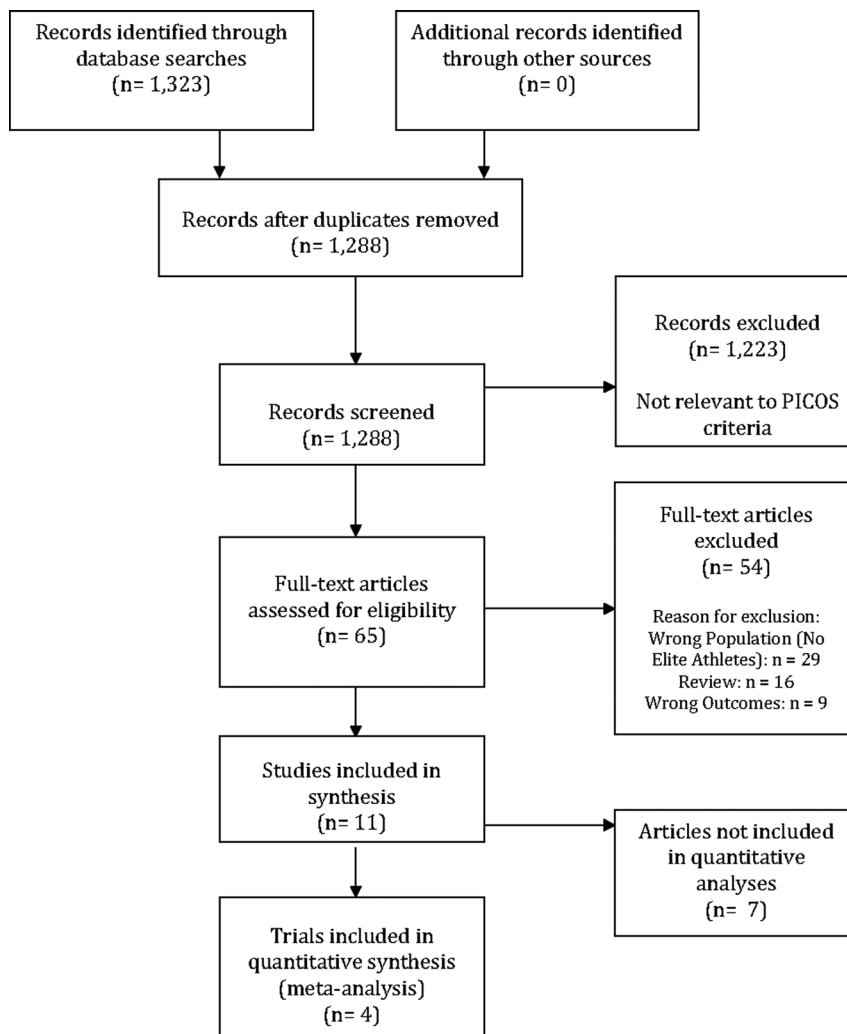 Records identified through
database searches
(n= 1,323)
Additional records identified
through other sources
(n= 0)
Records after duplicates removed
(n= 1,288)
Records excluded
(n= 1,223)
Not relevant to PICOS
criteria
Records screened
(n= 1,288)
Full-text articles
excluded
(n= 54)
Reason for exclusion:
Wrong Population (No
Elite Athletes): n = 29
Review: n = 16
Wrong Outcomes: n = 9
Full-text articles
assessed for eligibility
(n= 65)
Studies included in
synthesis
(n= 11)
Articles not included
in quantitative
analyses
(n= 7)
Trials included in
quantitative synthesis
(meta-analysis)
(n= 4)